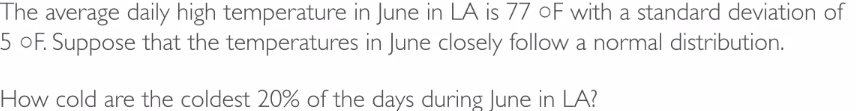 The average daily high temperature in June in LA is 77 ○F with a standard deviation of
5 ○F. Suppose that the temperatures in June closely follow a normal distribution.
How cold are the coldest 20% of the days during June in LA?